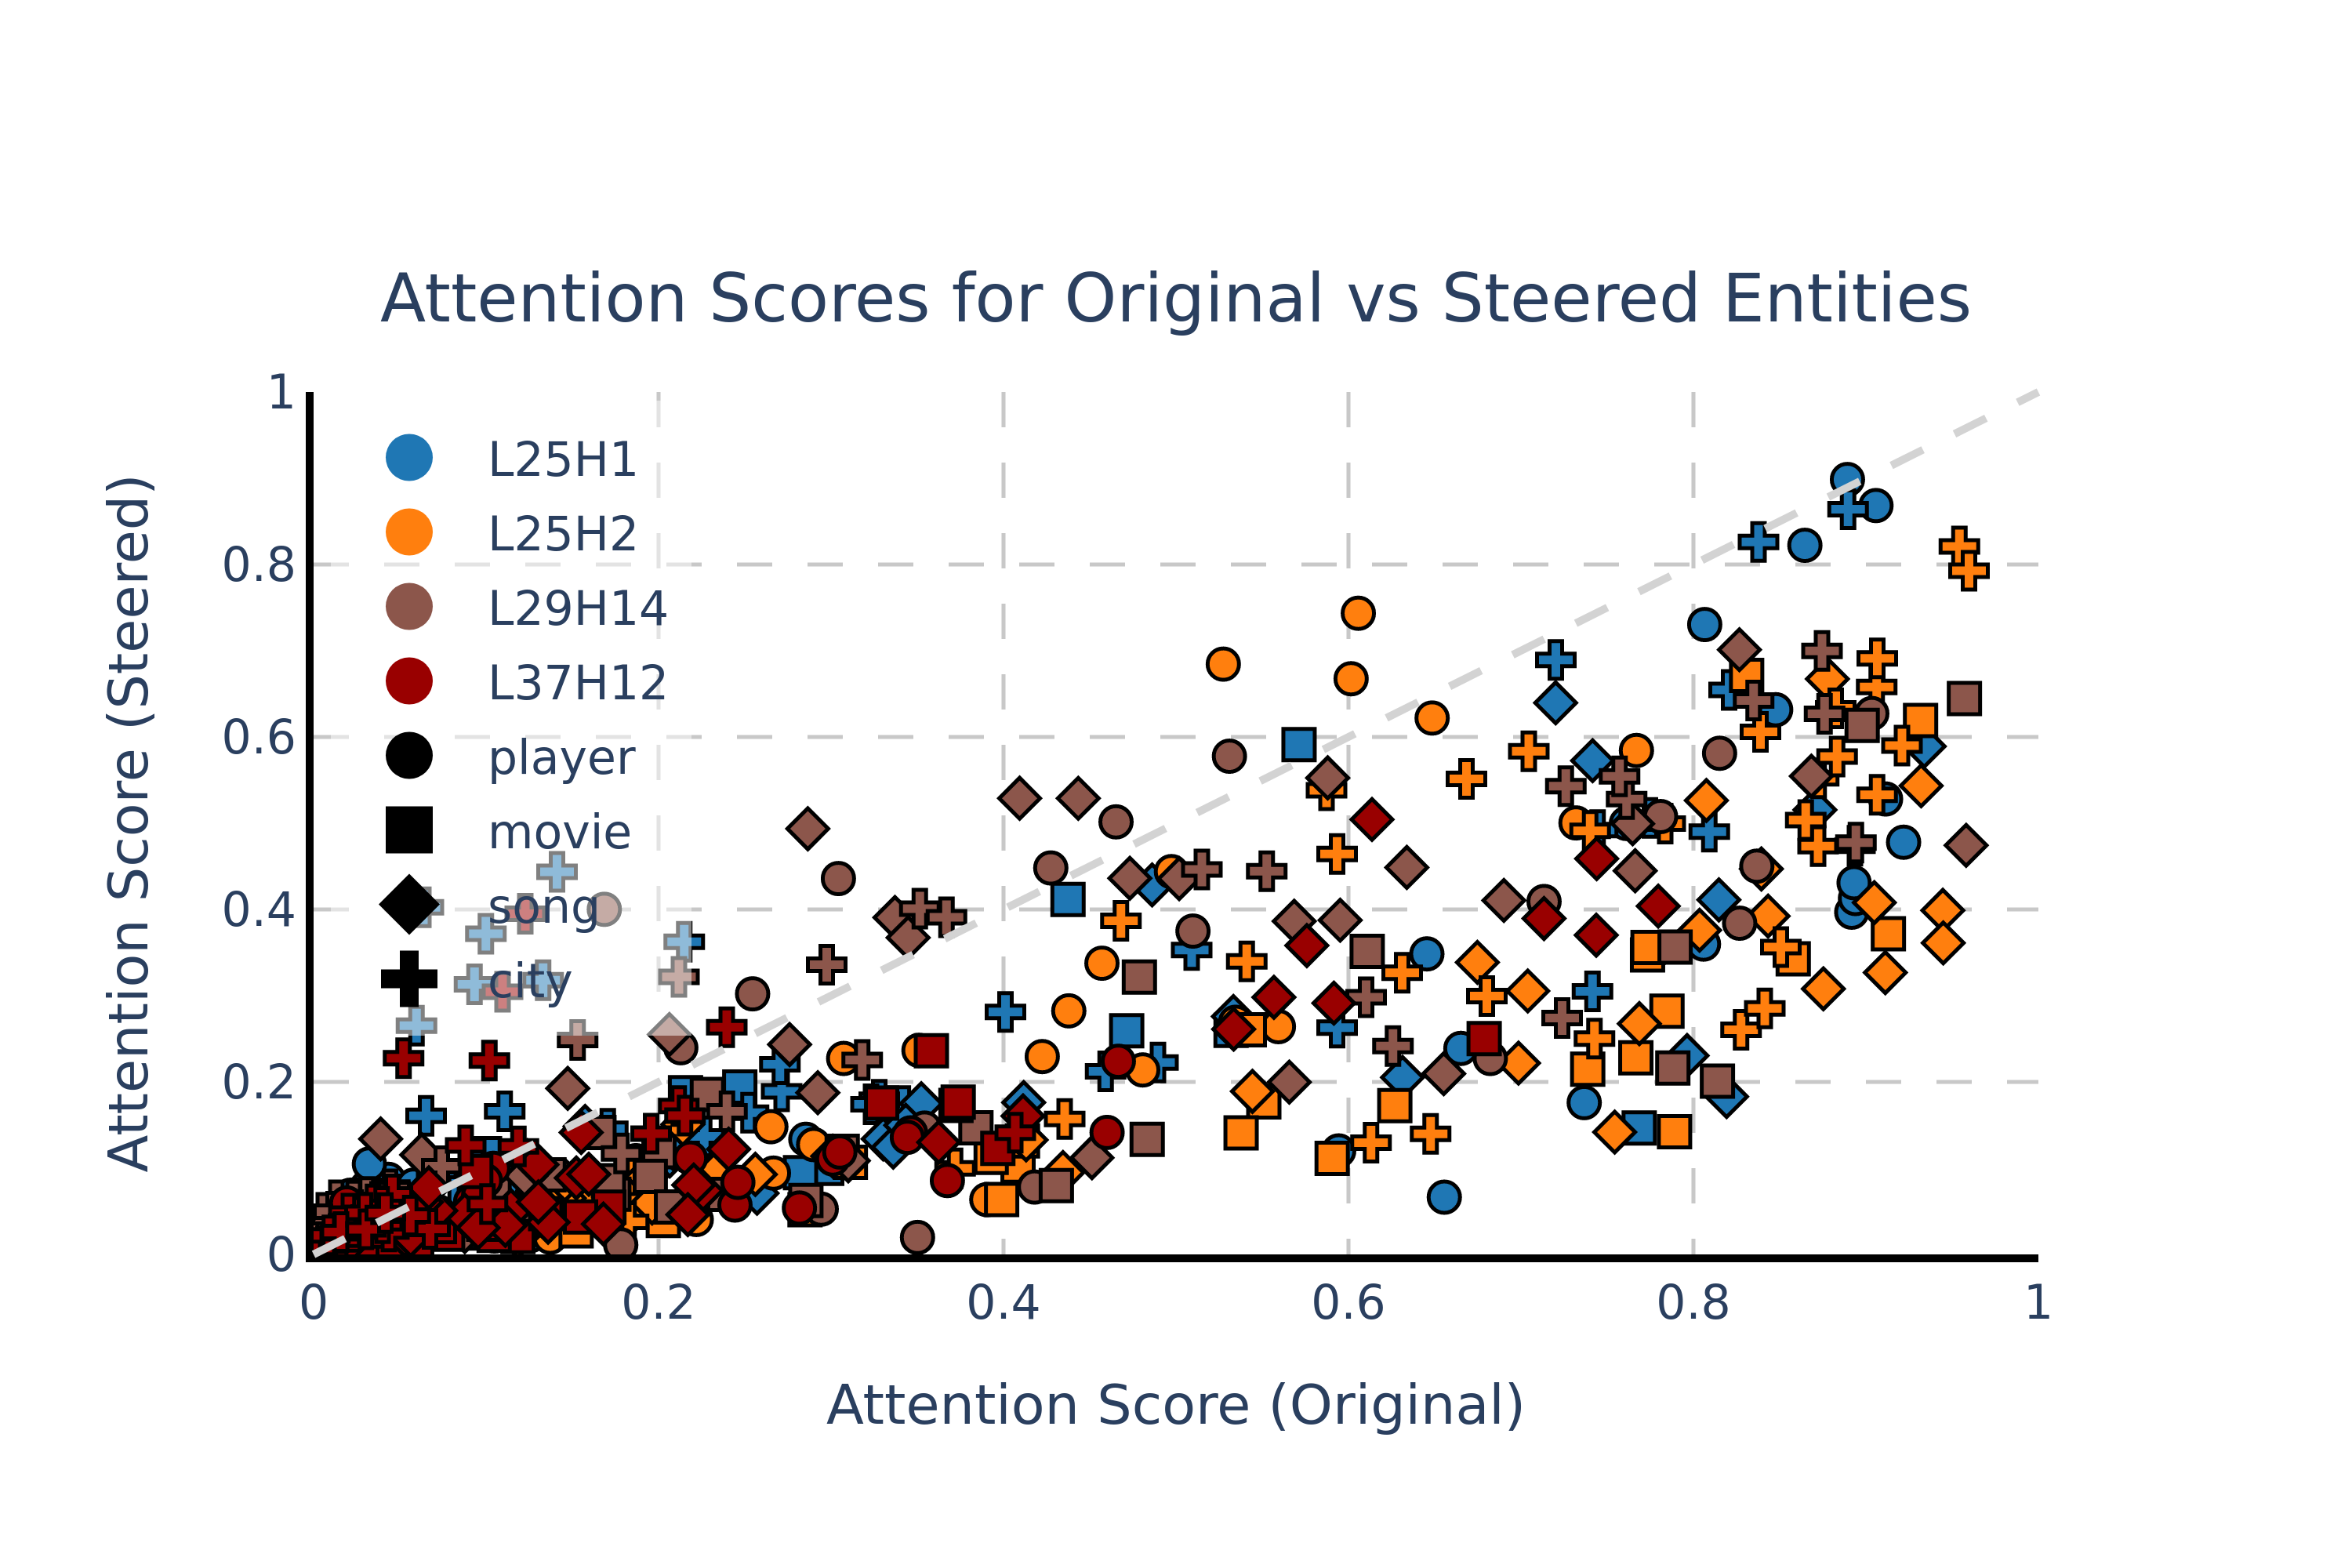 Attention Scores for Original vs Steered Entities
1
0.8
0.6
0.4
0.2
0
Attention Score (Steered)
L25H1
L25H2
L29H14
L37H12
player
movie
song
city
0
0.2
0.4
0.6
0.8
1
Attention Score (Original)